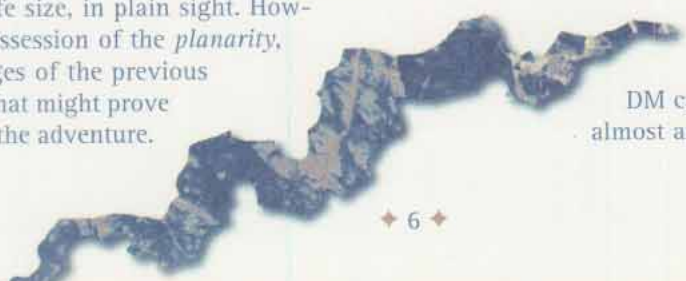 fe size, in plain sight. How-
ssession of the planarity,
ges of the previous
hat might prove
the adventure.
DM c
almost a
✦ 6 ✦